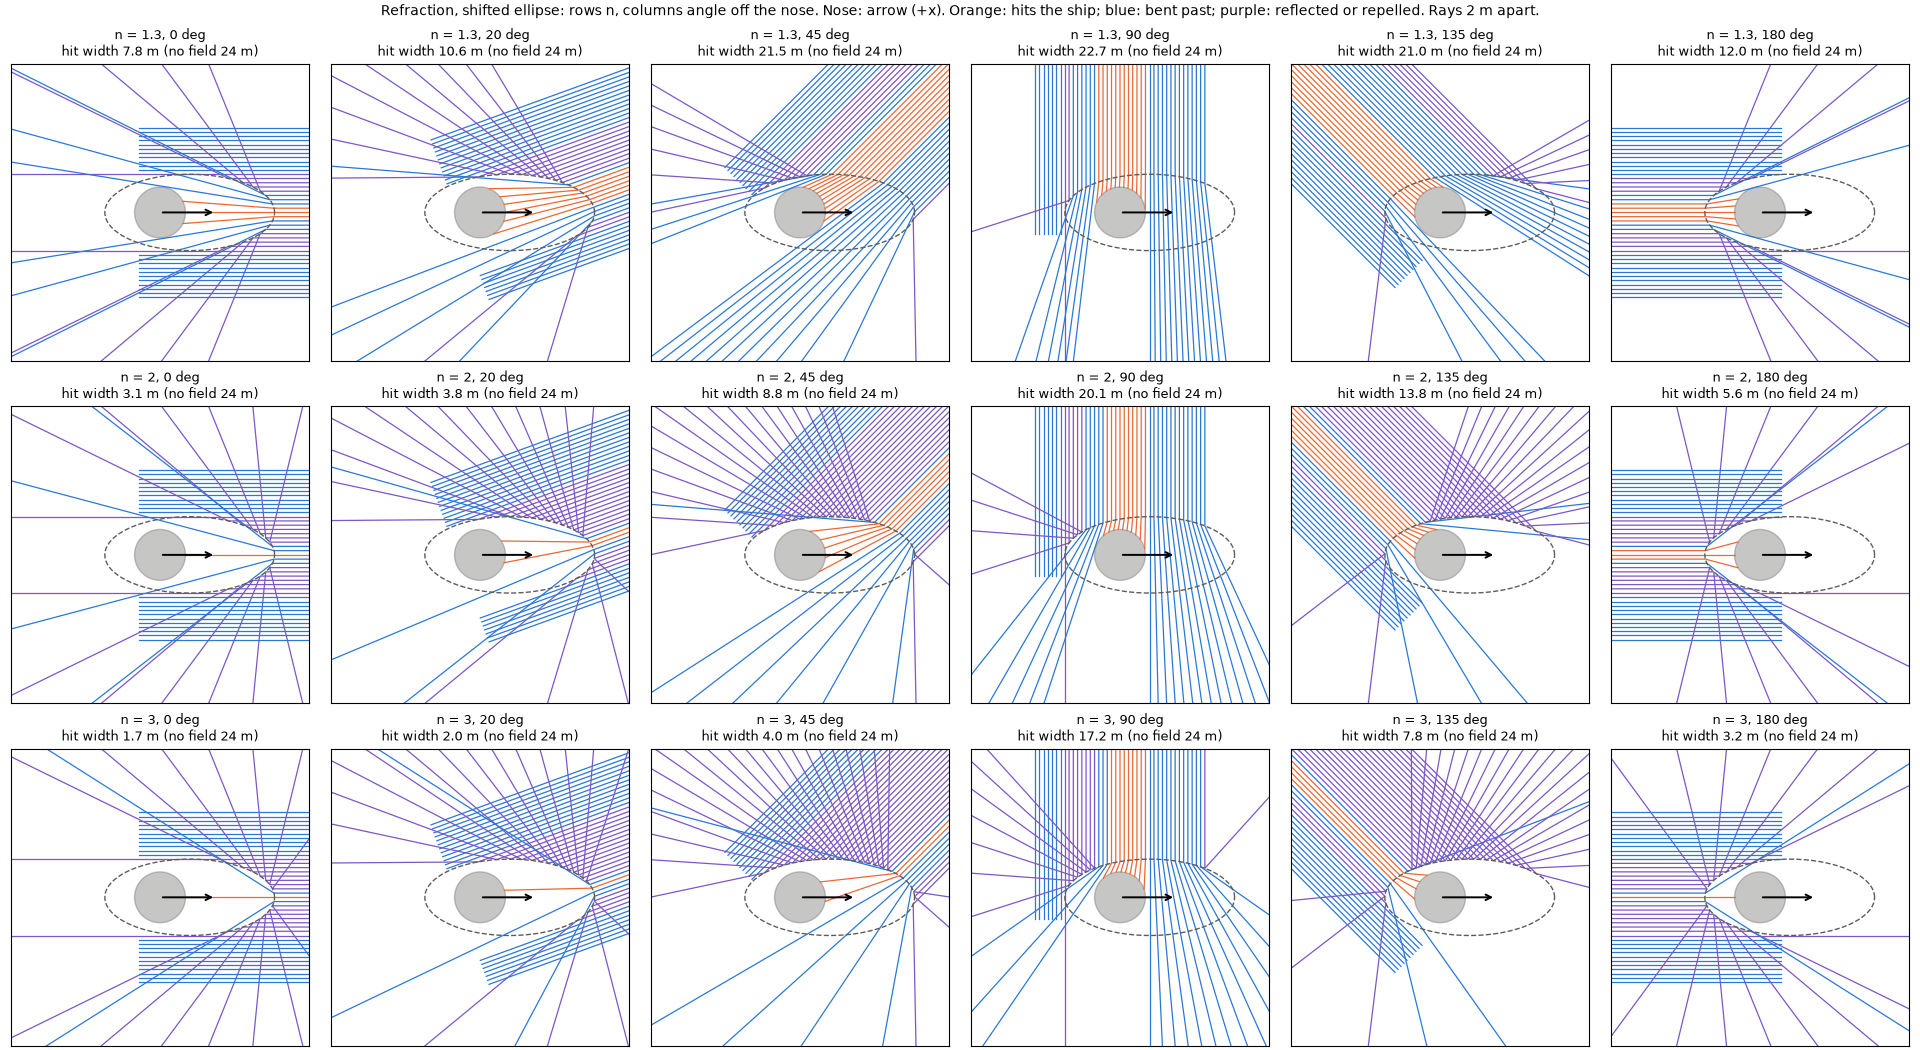 Refraction, shifted ellipse: rows n, columns angle off the nose. Nose: arrow (+x). Orange: hits the ship; blue: bent past; purple: reflected or repelled. Rays 2 m apart.
n = 1.3, 0 deg
hit width 7.8 m (no field 24 m)
n = 1.3, 20 deg
hit width 10.6 m (no field 24 m)
n = 1.3, 45 deg
hit width 21.5 m (no field 24 m)
n = 1.3, 90 deg
hit width 22.7 m (no field 24 m)
n = 1.3, 135 deg
hit width 21.0 m (no field 24 m)
n = 1.3, 180 deg
hit width 12.0 m (no field 24 m)
n = 2, 0 deg
hit width 3.1 m (no field 24 m)
n = 2, 20 deg
hit width 3.8 m (no field 24 m)
n = 2, 45 deg
hit width 8.8 m (no field 24 m)
n = 2, 90 deg
hit width 20.1 m (no field 24 m)
n = 2, 135 deg
hit width 13.8 m (no field 24 m)
n = 2, 180 deg
hit width 5.6 m (no field 24 m)
n = 3, 0 deg
hit width 1.7 m (no field 24 m)
n = 3, 20 deg
hit width 2.0 m (no field 24 m)
n = 3, 45 deg
hit width 4.0 m (no field 24 m)
n = 3, 90 deg
hit width 17.2 m (no field 24 m)
n = 3, 135 deg
hit width 7.8 m (no field 24 m)
n = 3, 180 deg
hit width 3.2 m (no field 24 m)